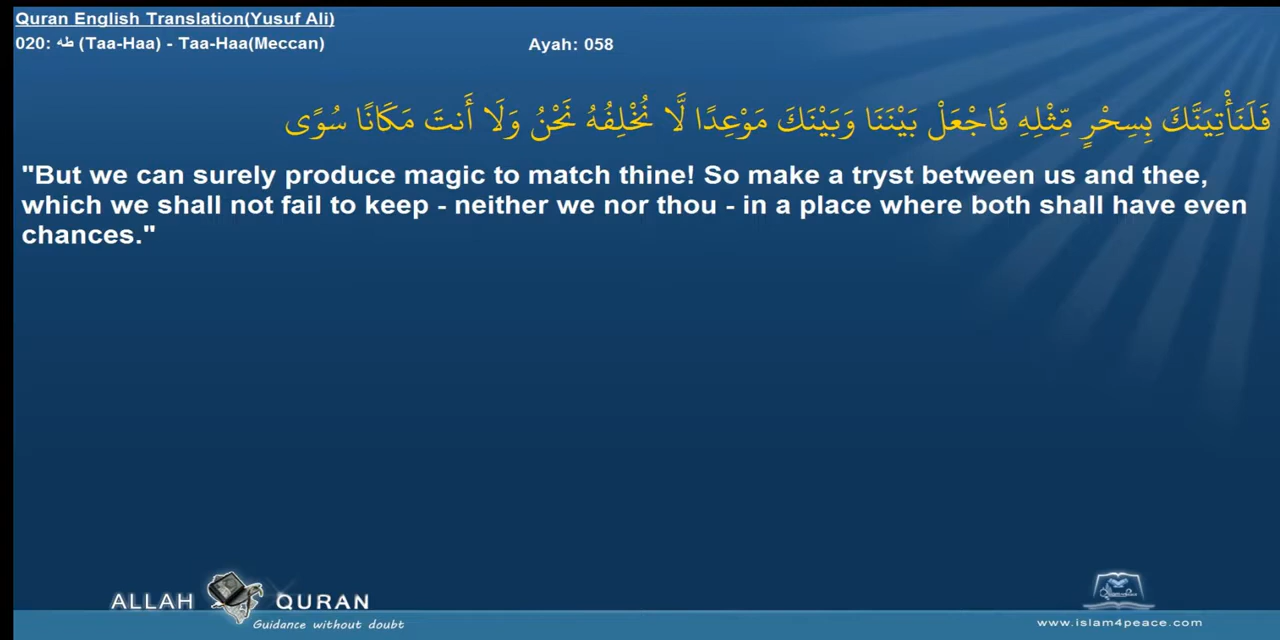 Quran English Translation(Yusuf Ali)
020: طه (Taa-Haa) - Taa-Haa(Meccan)
Ayah: 058
فَلَنَأْتِيَنَّكَ بِسِحْرٍ مِّثْلِهِ فَاجْعَلْ بَيْنَنَا وَبَيْنَكَ مَوْعِدًا لَّا نُخْلِفُهُ نَحْنُ وَلَا أَنتَ مَكَانًا سُوًى
"But we can surely produce magic to match thine! So make a tryst between us and thee,
which we shall not fail to keep - neither we nor thou - in a place where both shall have even
chances."
ALLAH QURAN
Guidance without doubt
www.islam4peace.com